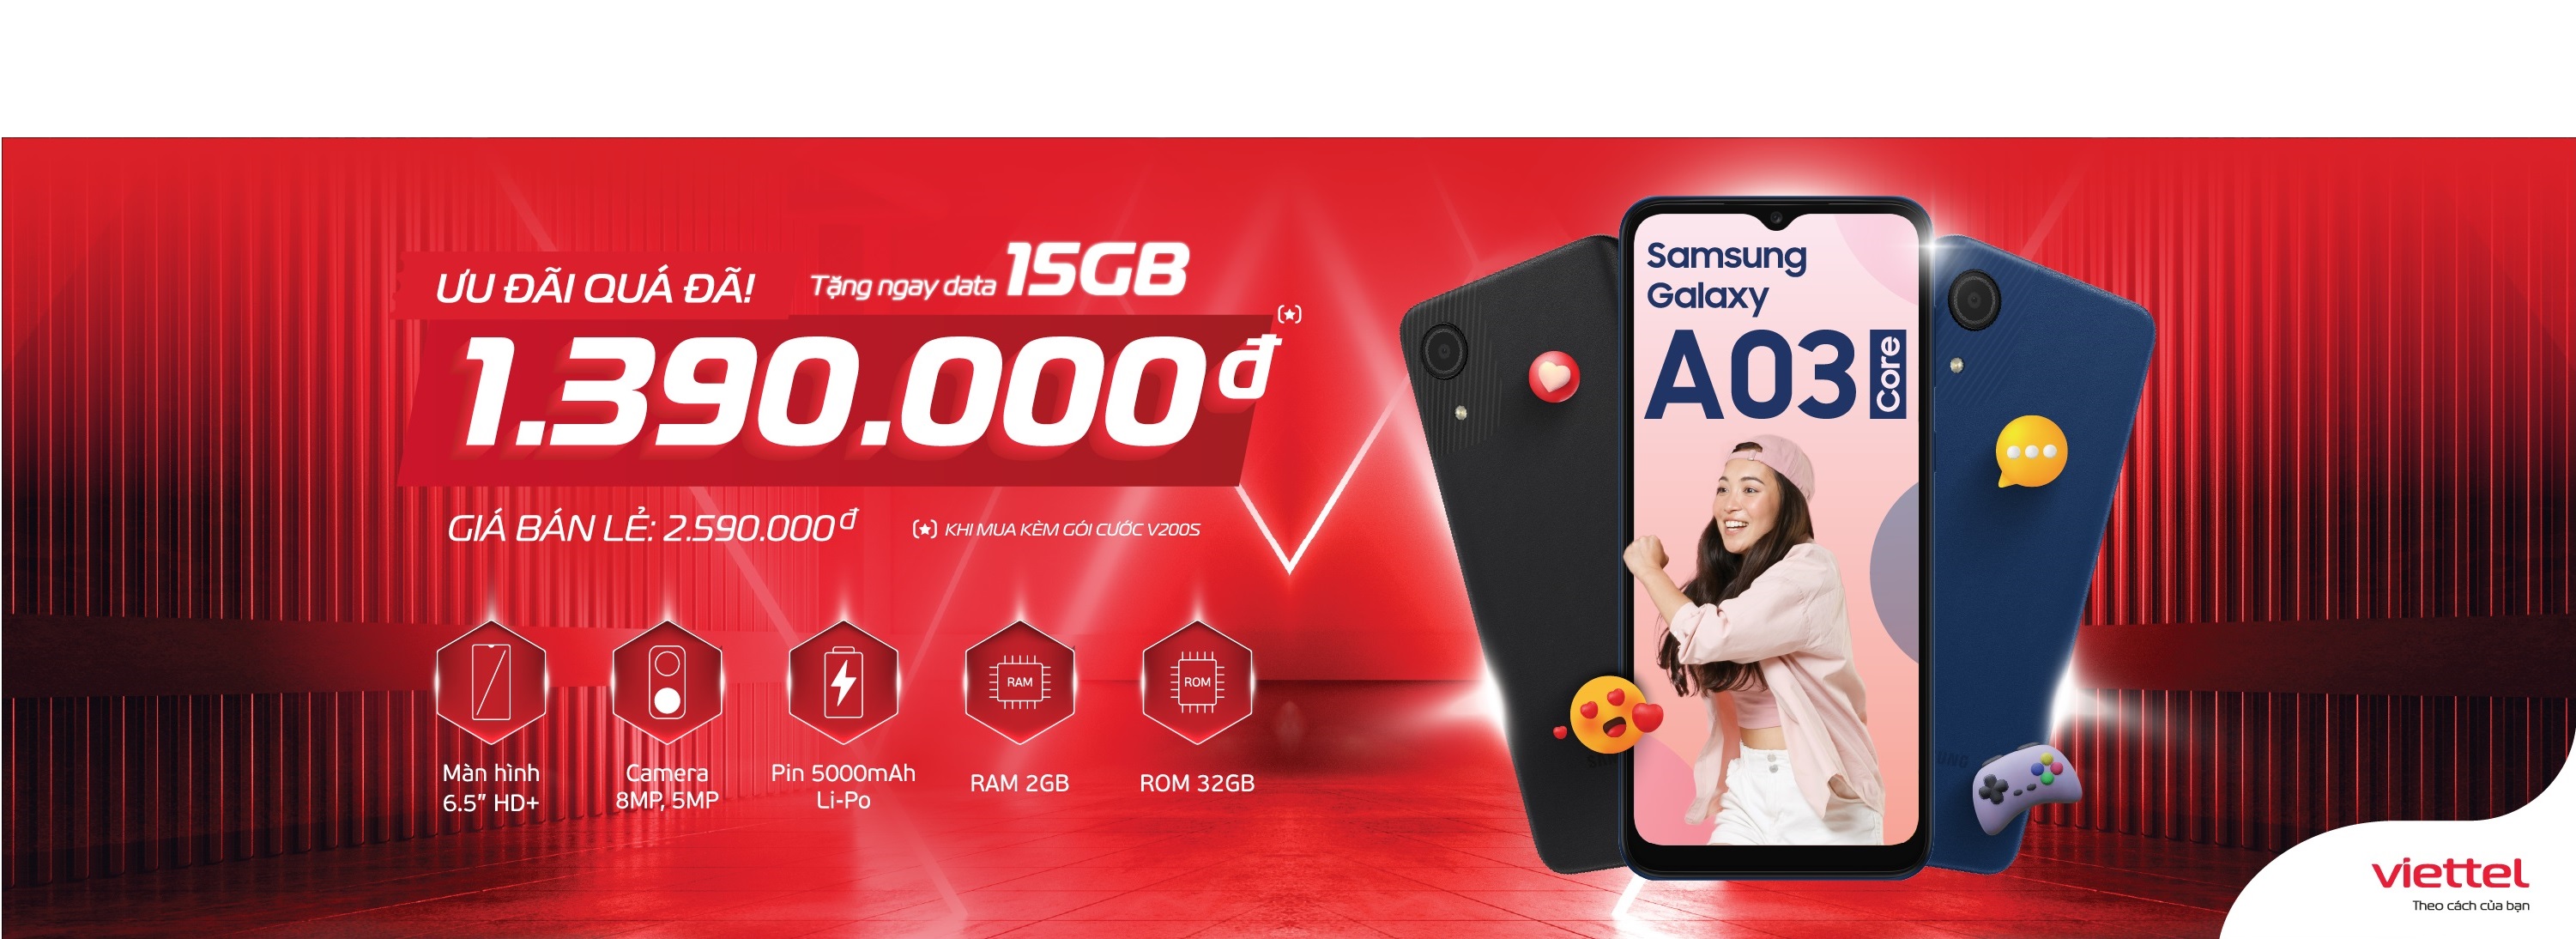 ƯU ĐÃI QUÁ ĐÃ!
Tặng ngay data 15GB
1.390.000đ (★)
GIÁ BÁN LẺ: 2.590.000đ
(★) KHI MUA KÈM GÓI CƯỚC V200S
RAM
ROM
Màn hình
6.5” HD+
Camera
8MP, 5MP
Pin 5000mAh
Li-Po
RAM 2GB
ROM 32GB
Samsung
Galaxy
A03 Core
viettel
Theo cách của bạn